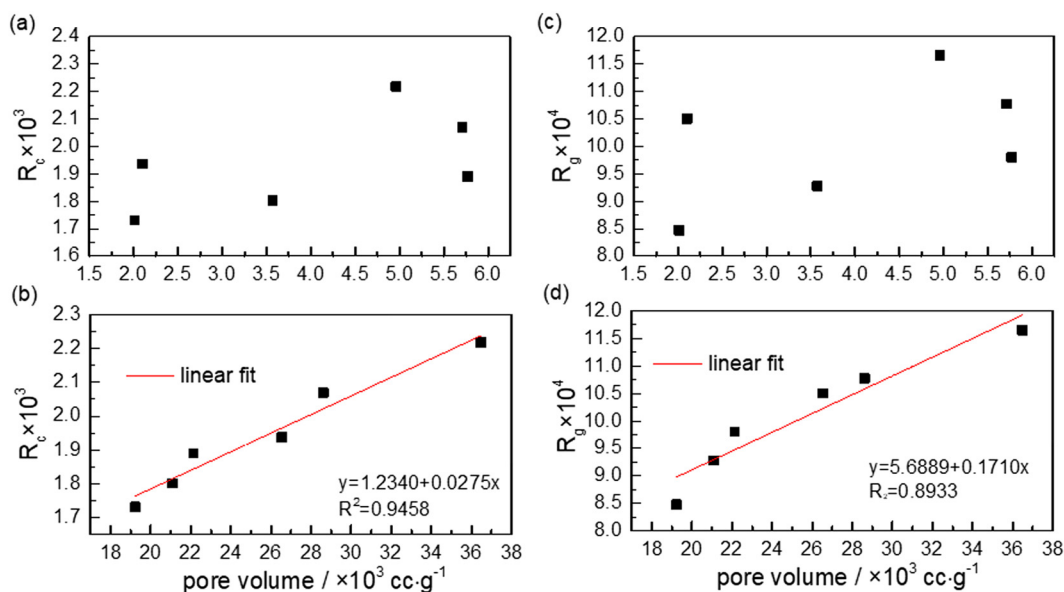 (a)
R_c×10³
2.4
2.3
2.2
2.1
2.0
1.9
1.8
1.7
1.6
1.5 2.0 2.5 3.0 3.5 4.0 4.5 5.0 5.5 6.0
(b)
R_c×10³
2.3
2.2
2.1
2.0
1.9
1.8
1.7
linear fit
y=1.2340+0.0275x
R²=0.9458
18 20 22 24 26 28 30 32 34 36 38
pore volume / ×10³ cc·g⁻¹
(c)
R_g×10⁴
12.0
11.5
11.0
10.5
10.0
9.5
9.0
8.5
8.0
1.5 2.0 2.5 3.0 3.5 4.0 4.5 5.0 5.5 6.0
(d)
R_g×10⁴
12.0
11.5
11.0
10.5
10.0
9.5
9.0
8.5
8.0
linear fit
y=5.6889+0.1710x
R₂=0.8933
18 20 22 24 26 28 30 32 34 36 38
pore volume / ×10³ cc·g⁻¹